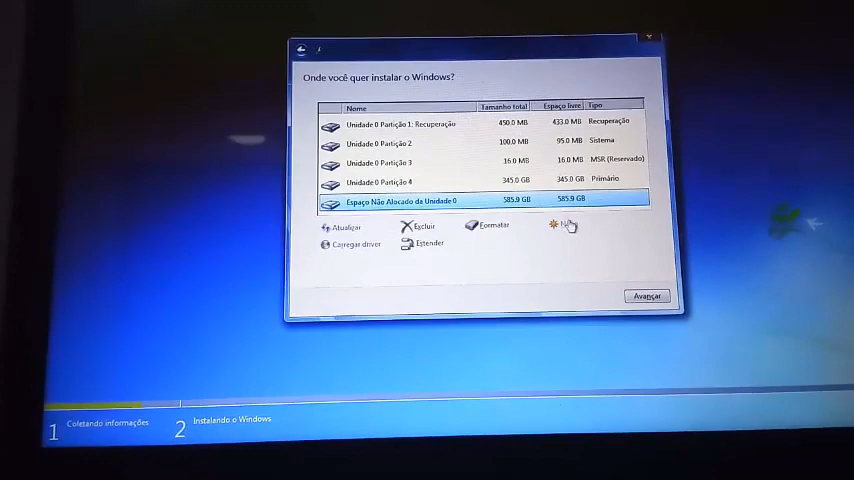 Onde você quer instalar o Windows?
Nome Tamanho total Espaço livre Tipo
Unidade 0 Partição 1: Recuperação 450.0 MB 433.0 MB Recuperação
Unidade 0 Partição 2 100.0 MB 95.0 MB Sistema
Unidade 0 Partição 3 16.0 MB 16.0 MB MSR (Reservado)
Unidade 0 Partição 4 345.0 GB 345.0 GB Primário
Espaço Não Alocado da Unidade 0 585.9 GB 585.9 GB
Atualizar Excluir Formatar
Carregar driver Estender
Avançar
1 Coletando informações 2 Instalando o Windows